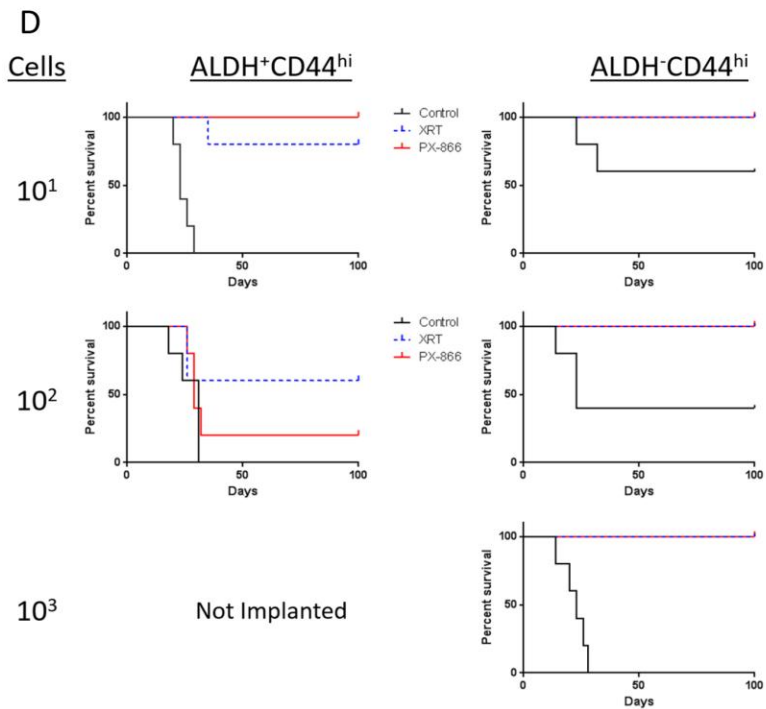 D
Cells
ALDH⁺CD44ʰⁱ
ALDH⁻CD44ʰⁱ
10¹
Percent survival
100
50
0
0 50 100
Days
Control
XRT
PX-866
Percent survival
100
50
0
0 50 100
Days
10²
Percent survival
100
50
0
0 50 100
Days
Control
XRT
PX-866
Percent survival
100
50
0
0 50 100
Days
10³
Not Implanted
Percent survival
100
50
0
0 50 100
Days